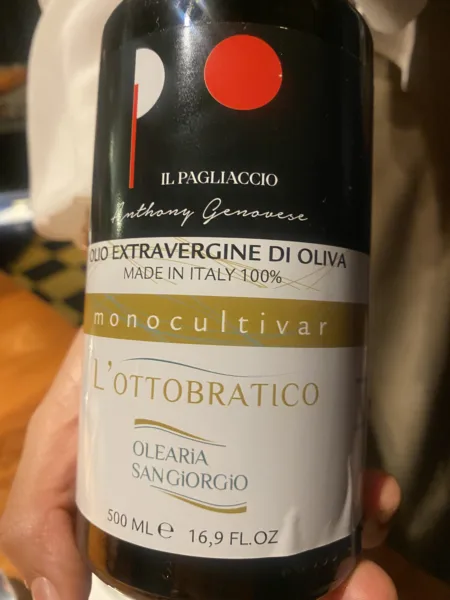 IL PAGLIACCIO
Anthony Genovese
OLIO EXTRAVERGINE DI OLIVA
MADE IN ITALY 100%
monocultivar
L'OTTOBRATICO
OLEARiA
SANGiORGiO
500 ML e 16,9 FL.OZ